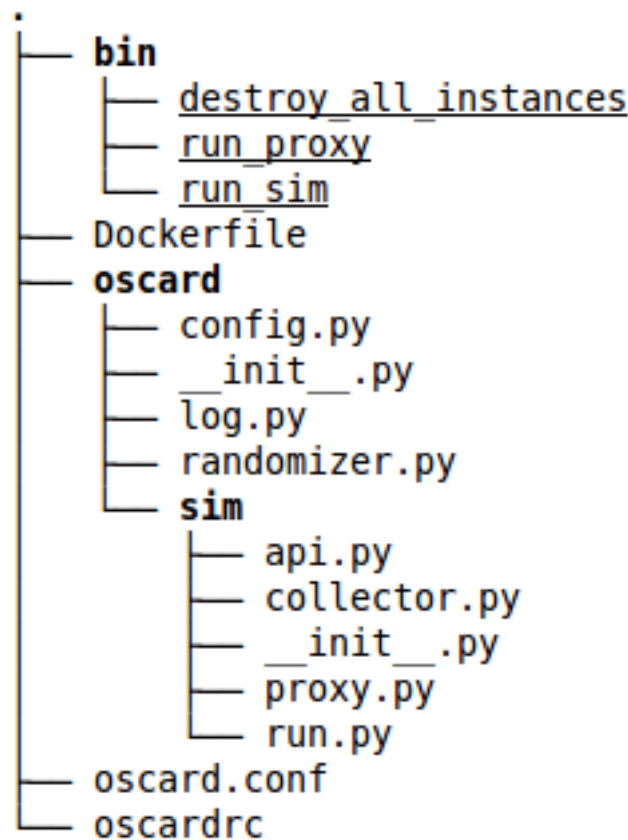 .
├── bin
│   ├── destroy_all_instances
│   ├── run_proxy
│   └── run_sim
├── Dockerfile
├── oscard
│   ├── config.py
│   ├── __init__.py
│   ├── log.py
│   ├── randomizer.py
│   └── sim
│       ├── api.py
│       ├── collector.py
│       ├── __init__.py
│       ├── proxy.py
│       └── run.py
├── oscard.conf
└── oscardrc